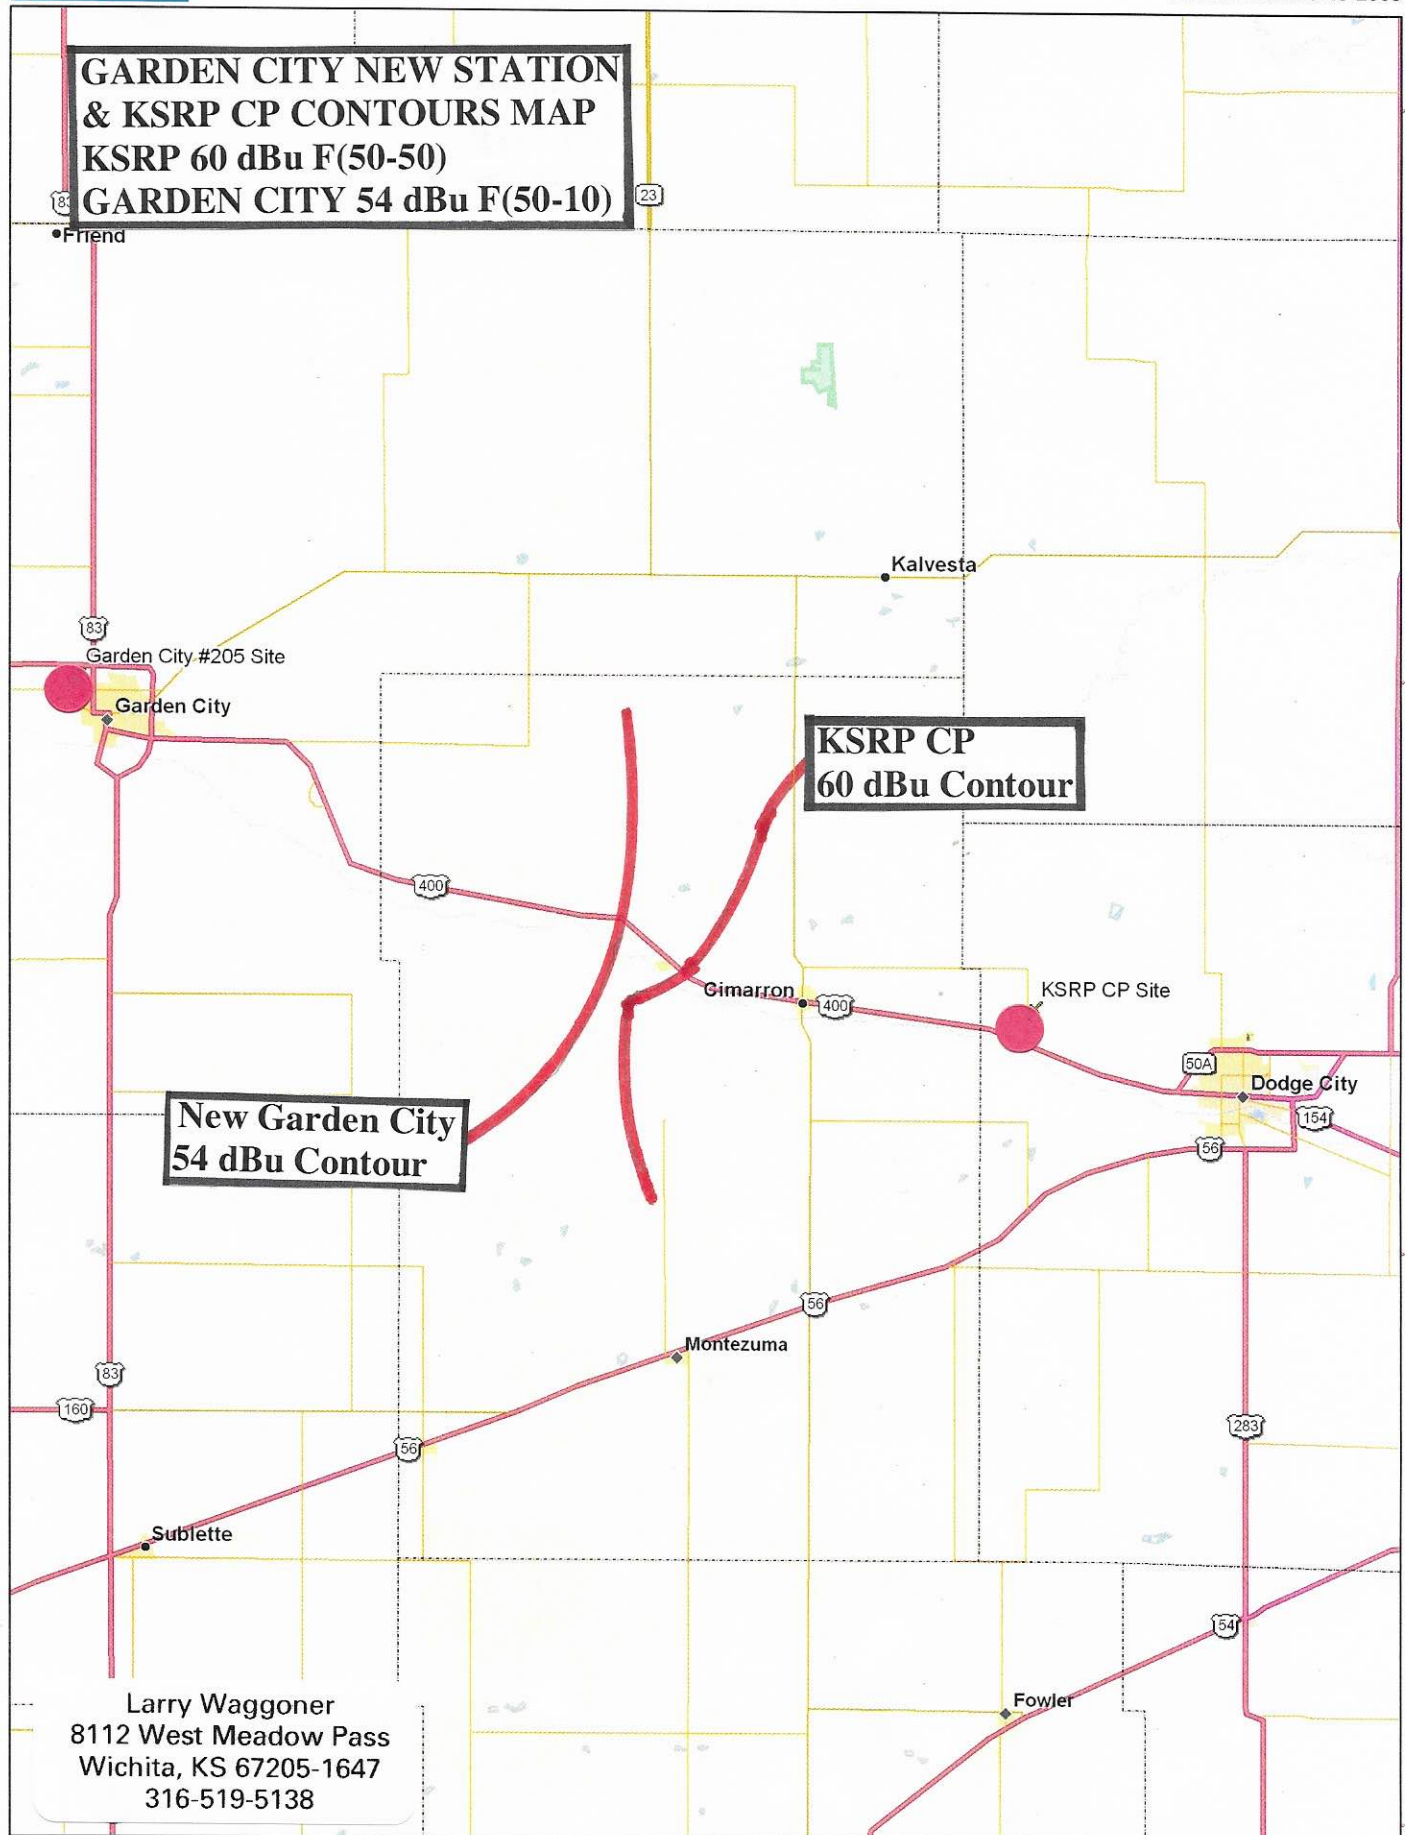 GARDEN CITY NEW STATION
& KSRP CP CONTOURS MAP
KSRP 60 dBu F(50-50)
GARDEN CITY 54 dBu F(50-10)
23
Friend
Kalvesta
83
Garden City #205 Site
Garden City
KSRP CP
60 dBu Contour
400
Cimarron
400
KSRP CP Site
50A
Dodge City
154
56
New Garden City
54 dBu Contour
56
Montezuma
83
160
56
283
Sublette
54
Fowler
Larry Waggoner
8112 West Meadow Pass
Wichita, KS 67205-1647
316-519-5138